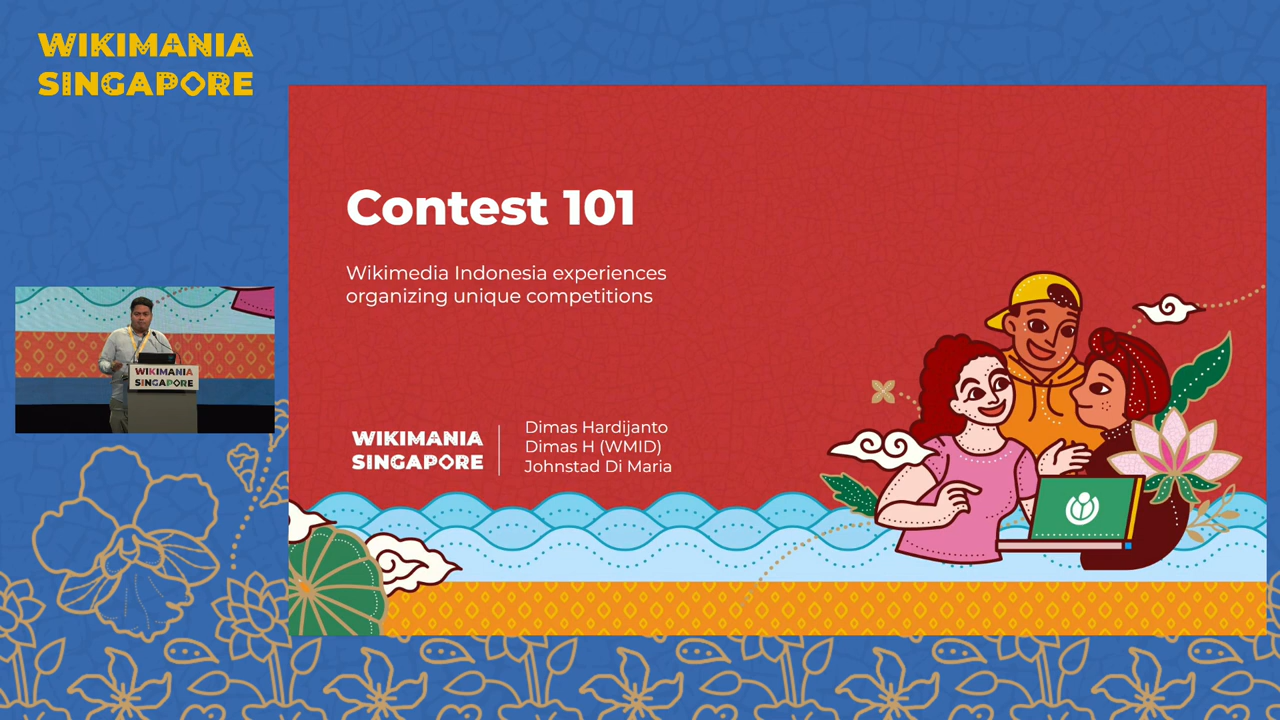 WIKIMANIA
SINGAPORE
Contest 101
Wikimedia Indonesia experiences
organizing unique competitions
WIKIMANIA
SINGAPORE
Dimas Hardijanto
Dimas H (WMID)
Johnstad Di Maria
WIKIMANIA
SINGAPORE